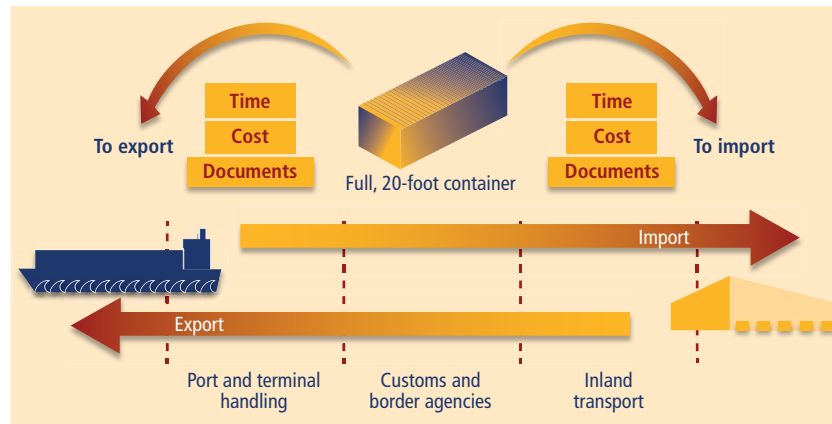 Time
Cost
Documents
To export
Full, 20-foot container
Time
Cost
Documents
To import
Import
Export
Port and terminal
handling
Customs and
border agencies
Inland
transport